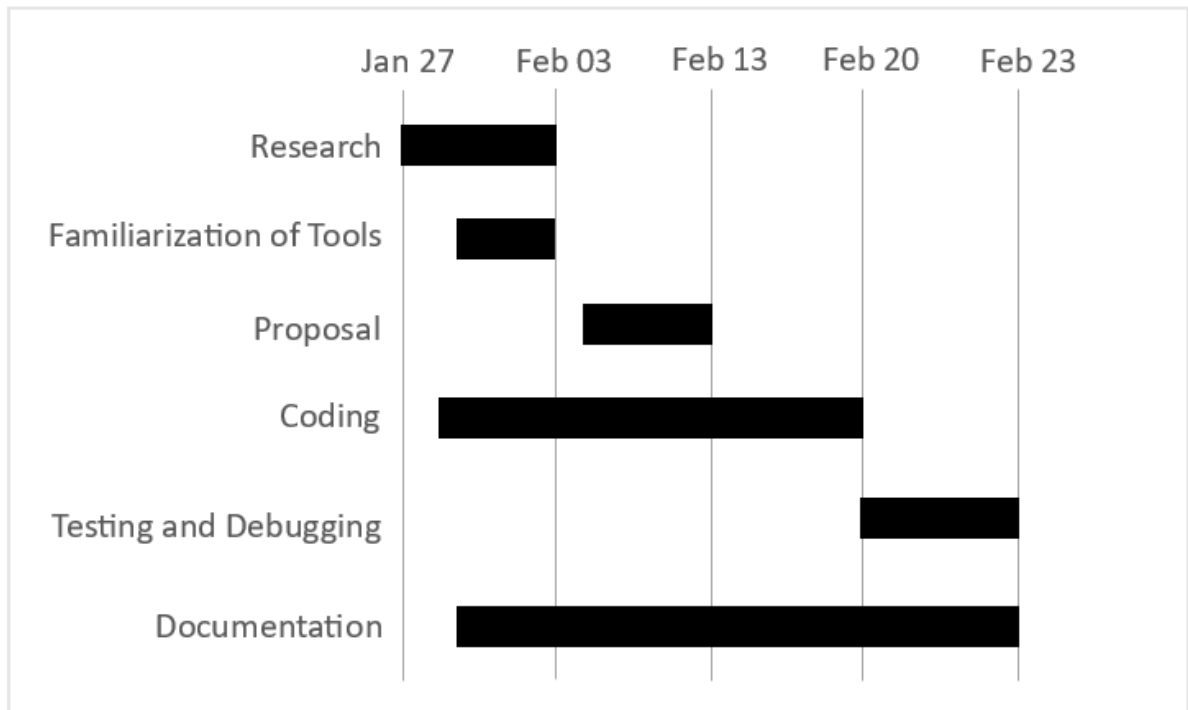 Jan 27 Feb 03 Feb 13 Feb 20 Feb 23
Research
Familiarization of Tools
Proposal
Coding
Testing and Debugging
Documentation